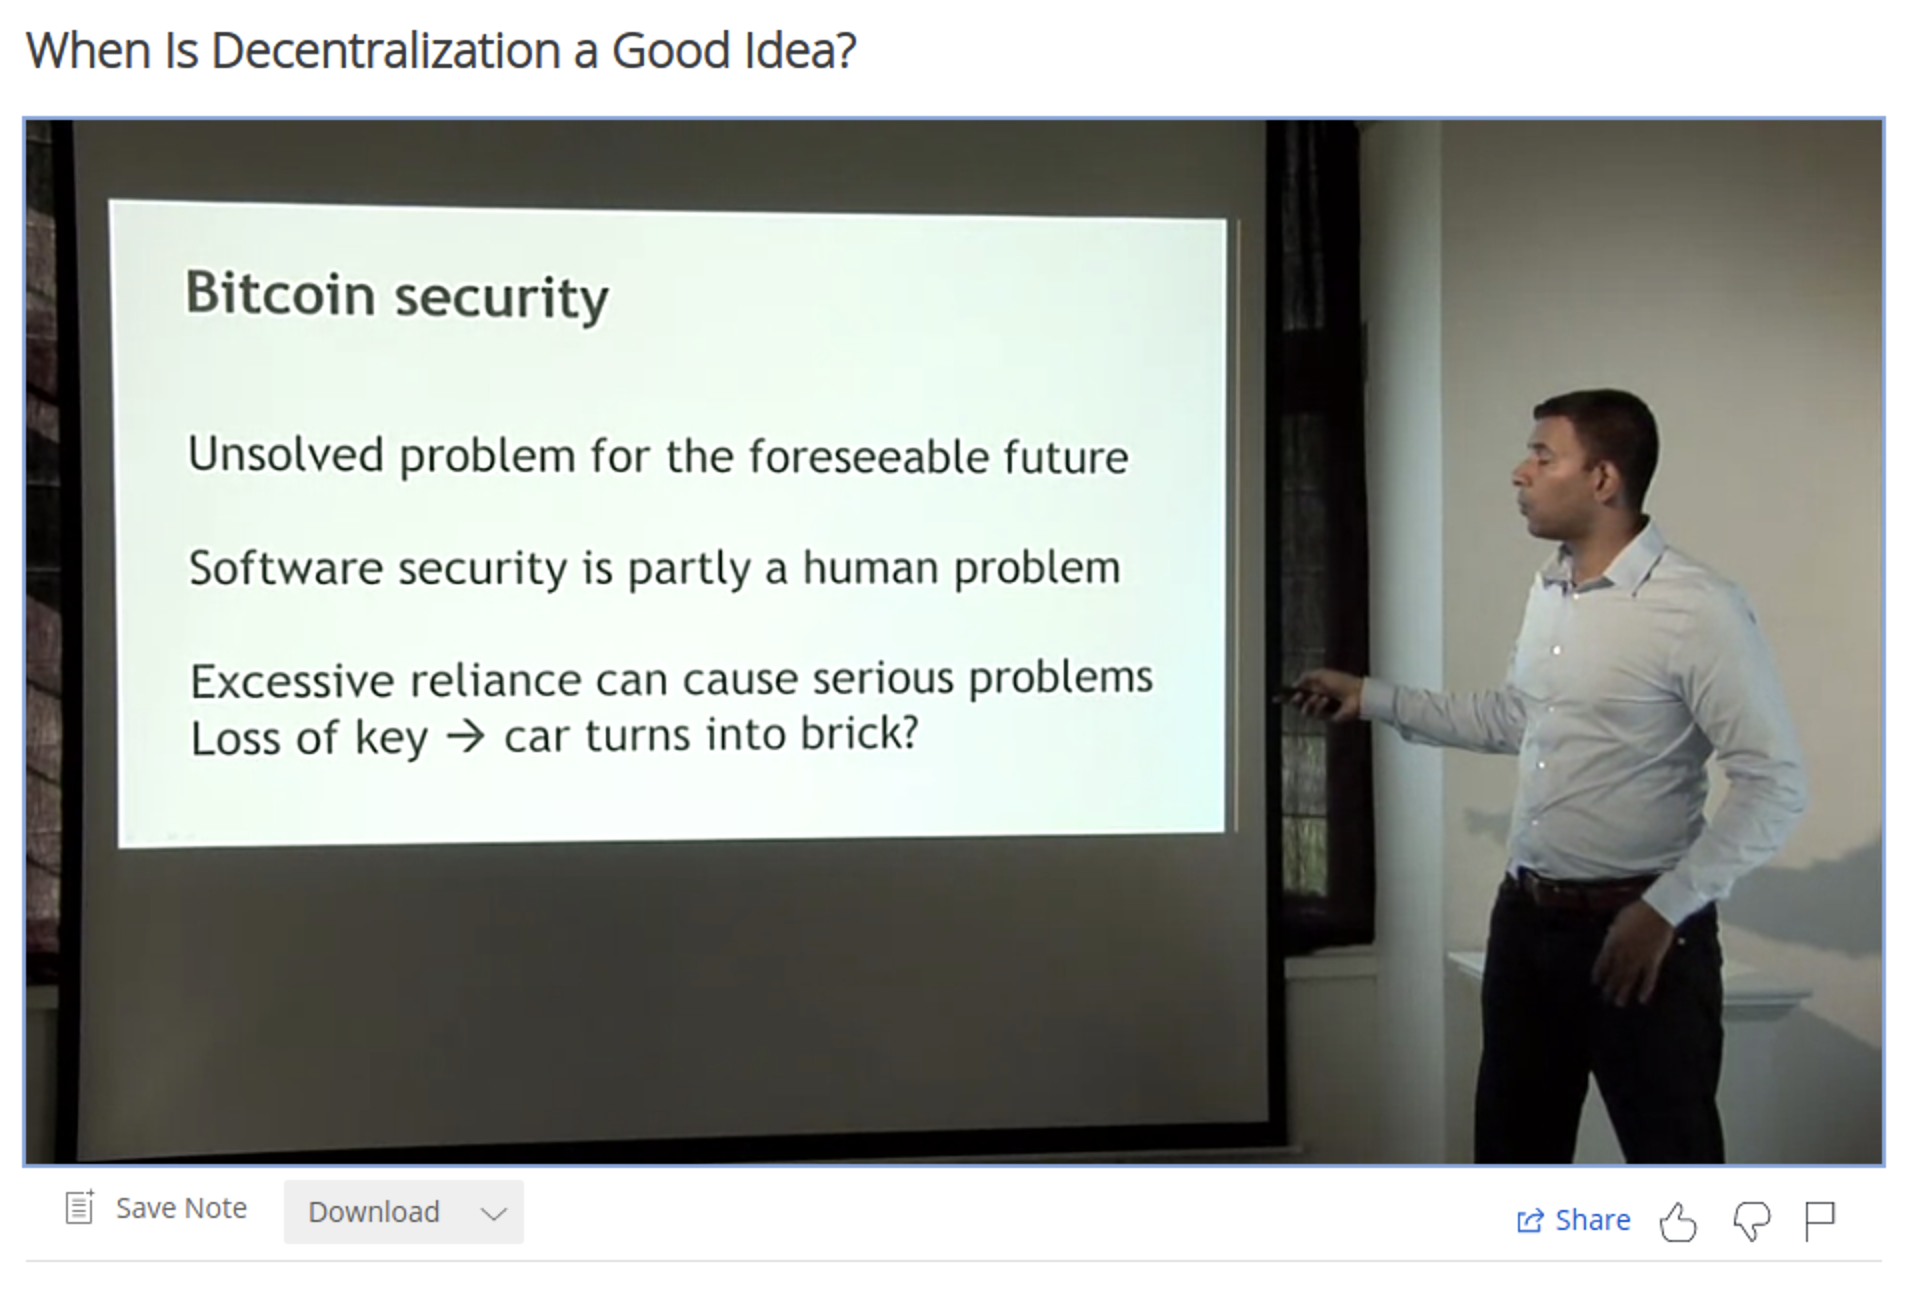 When Is Decentralization a Good Idea?
Bitcoin security
Unsolved problem for the foreseeable future
Software security is partly a human problem
Excessive reliance can cause serious problems
Loss of key → car turns into brick?
Save Note
Download
Share